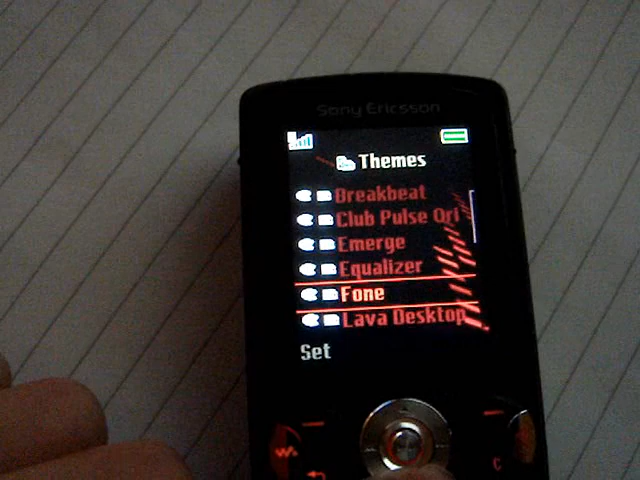 Sony Ericsson
Themes
Breakbeat
Club Pulse Ori
Emerge
Equalizer
Fone
Lava Desktop
Set
C